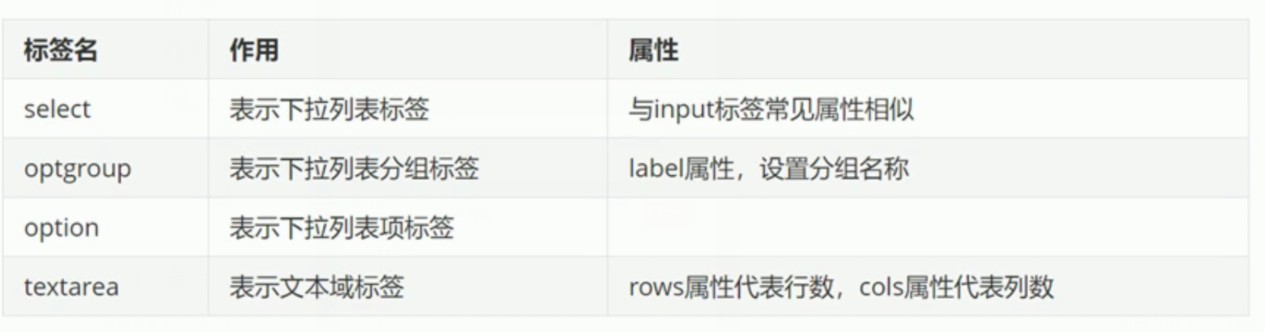 标签名 作用 属性
select 表示下拉列表标签 与input标签常见属性相似
optgroup 表示下拉列表分组标签 label属性，设置分组名称
option 表示下拉列表项标签
textarea 表示文本域标签 rows属性代表行数，cols属性代表列数